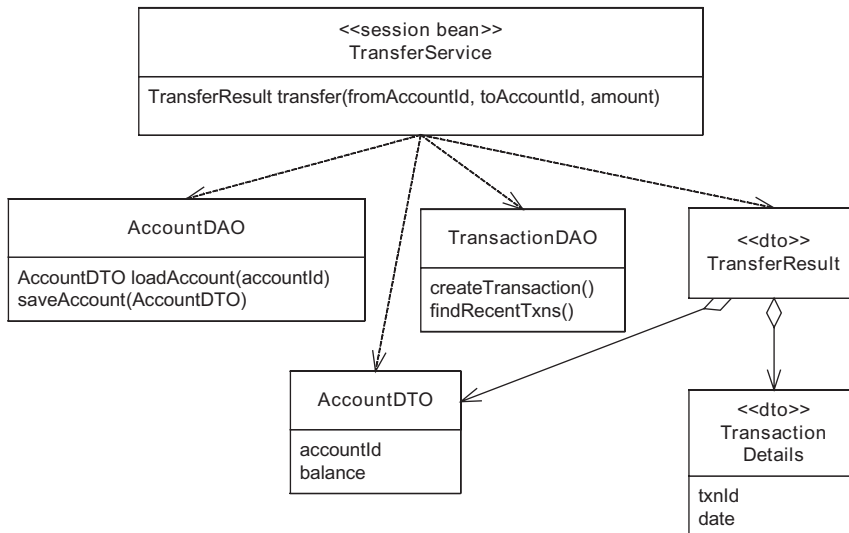 <<session bean>>
TransferService
TransferResult transfer(fromAccountId, toAccountId, amount)
AccountDAO
AccountDTO loadAccount(accountId)
saveAccount(AccountDTO)
TransactionDAO
createTransaction()
findRecentTxns()
<<dto>>
TransferResult
AccountDTO
accountId
balance
<<dto>>
Transaction
Details
txnId
date